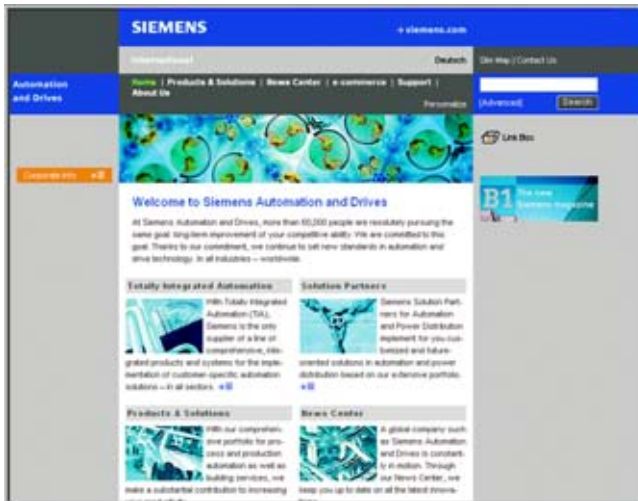 SIEMENS
→ siemens.com
International
Deutsch
Site Map | Contact Us
Automation
and Drives
Home | Products & Solutions | News Center | e-commerce | Support |
About Us
Personalize
[Advanced]
Search
Link Box
Corporate Info
B1 The new
Siemens magazine
Welcome to Siemens Automation and Drives
At Siemens Automation and Drives, more than 60,000 people are resolutely pursuing the
same goal: long-term improvement of your competitive ability. We are committed to this
goal. Thanks to our commitment, we continue to set new standards in automation and
drive technology. In all industries – worldwide.
Totally Integrated Automation
With Totally Integrated
Automation (TIA),
Siemens is the only
supplier of a line of
comprehensive, inte-
grated products and systems for the imple-
mentation of customer-specific automation
solutions – in all sectors.
Solution Partners
Siemens Solution Part-
ners for Automation
and Power Distribution
implement for you cus-
tomized and future-
oriented solutions in automation and power
distribution based on our extensive portfolio.
Products & Solutions
With our comprehen-
sive portfolio for pro-
cess and production
automation as well as
building services, we
make a substantial contribution to increasing
News Center
A global company such
as Siemens Automation
and Drives is constant-
ly in motion. Through
our News Center, we
keep you up to date on all the latest innova-